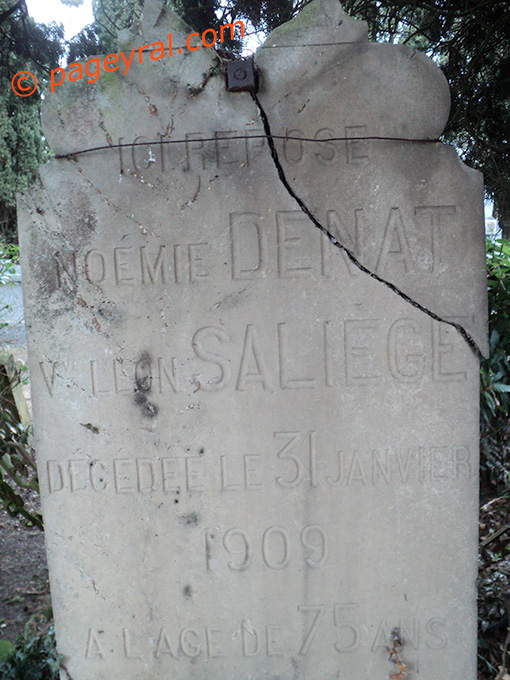 © pageyral.com
ICI REPOSE
NOÉMIE DENAT
VE LÉON SALIÈGE
DÉCÉDÉE LE 31 JANVIER
1909
A L'AGE DE 75 ANS